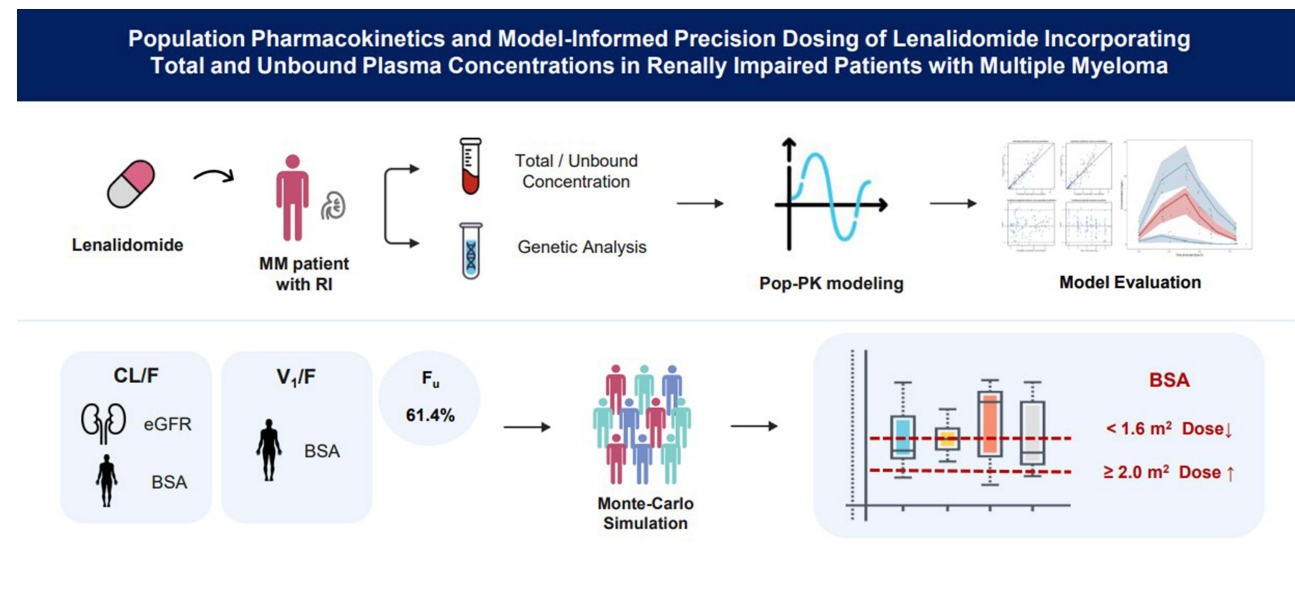 Population Pharmacokinetics and Model-Informed Precision Dosing of Lenalidomide Incorporating
Total and Unbound Plasma Concentrations in Renally Impaired Patients with Multiple Myeloma
Lenalidomide
MM patient
with RI
Total / Unbound
Concentration
Genetic Analysis
Pop-PK modeling
Model Evaluation
CL/F
eGFR
BSA
V₁/F
BSA
Fᵤ
61.4%
Monte-Carlo
Simulation
BSA
< 1.6 m² Dose↓
≥ 2.0 m² Dose ↑